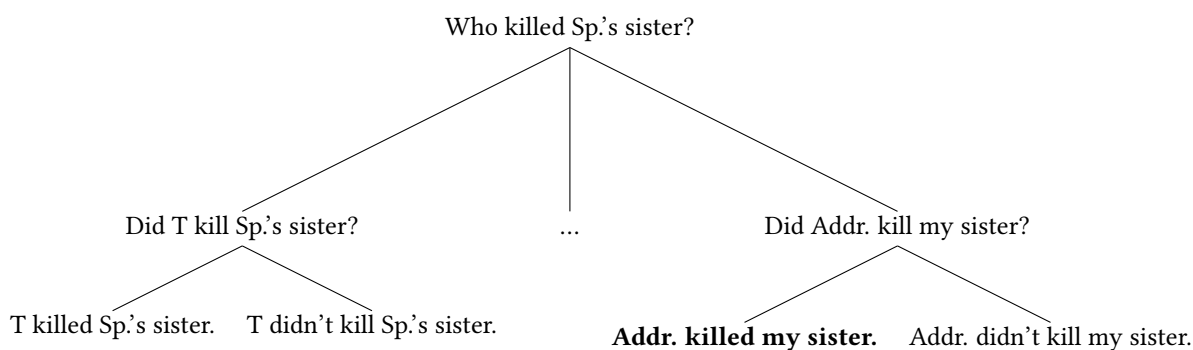 Who killed Sp.’s sister?
Did T kill Sp.’s sister?
...
Did Addr. kill my sister?
T killed Sp.’s sister.
T didn’t kill Sp.’s sister.
Addr. killed my sister.
Addr. didn’t kill my sister.